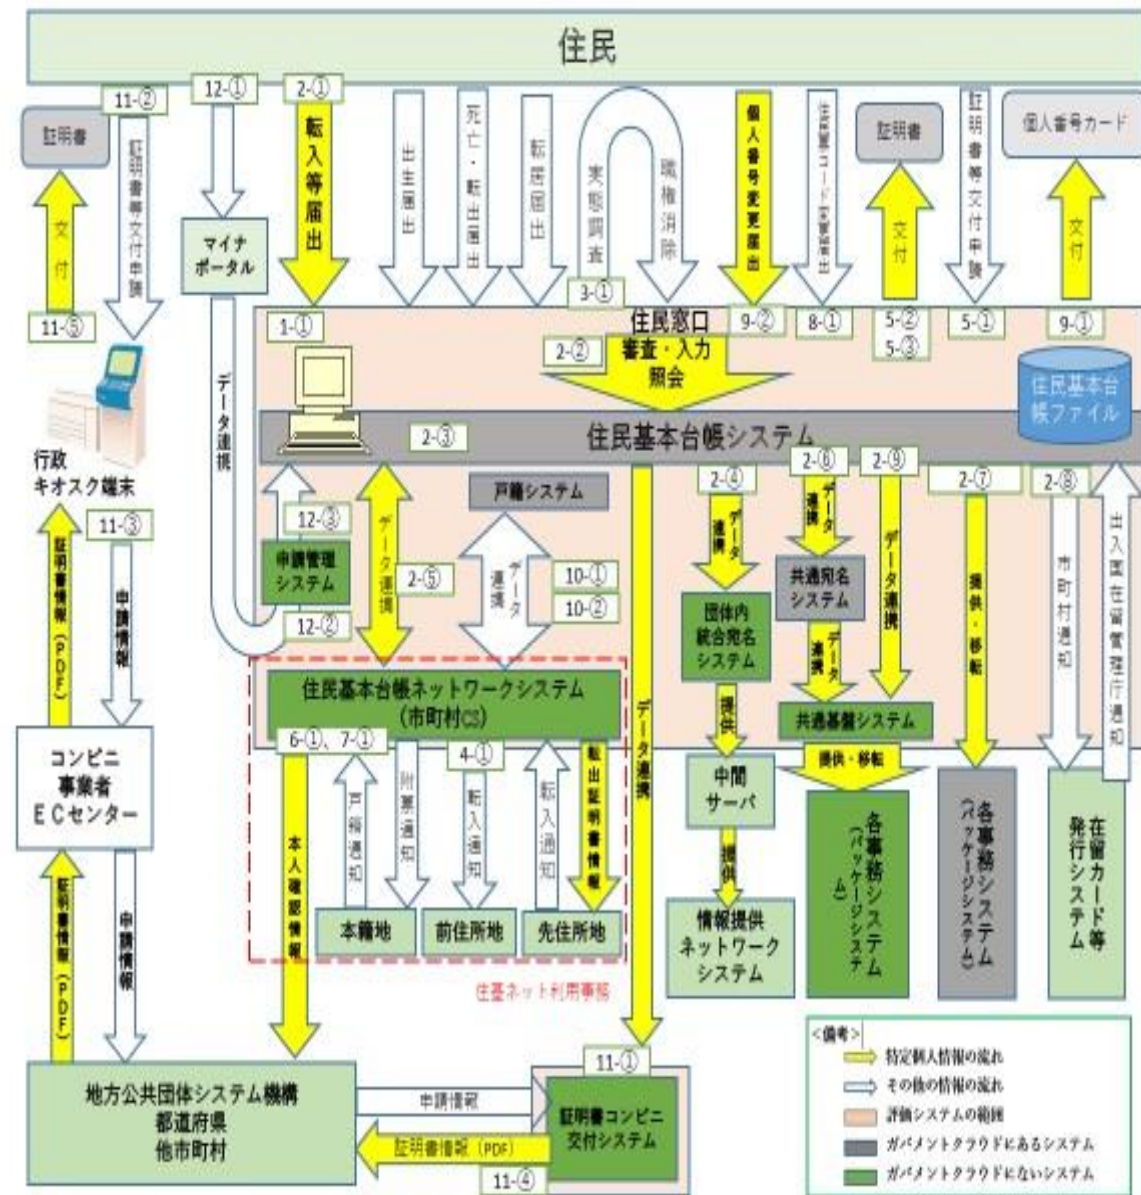 住民
11-②
12-①
2-①
証明書
証明書等交付申請
交付
11-⑤
マイナ
ポータル
転入等届出
出生届出
死亡・転出届出
転居届出
実態調査
職権消除
3-①
個人番号変更届出
9-②
住民票コード変更届出
8-①
証明書
交付
5-②
5-③
証明書等交付申請
5-①
個人番号カード
交付
9-①
1-①
住民窓口
2-②
審査・入力
照会
住民基本台
帳ファイル
データ連携
2-③
住民基本台帳システム
行政
キオスク端末
11-③
証明書情報(PDF)
申請情報
12-③
申請管理
システム
12-②
データ連携
2-⑤
戸籍システム
データ
連携
10-①
10-②
2-④
データ
連携
団体内
統合宛名
システム
提供
2-⑥
データ
連携
共通宛名
システム
データ
連携
2-⑨
データ連携
共通基盤システム
2-⑦
提供・移転
2-⑧
市町村通知
出入国在留管理庁通知
住民基本台帳ネットワークシステム
(市町村CS)
6-①、7-①
4-①
本人確認情報
戸籍通知
附票通知
転入通知
転入通知
転出証明書情報
データ連携
本籍地
前住所地
先住所地
住基ネット利用事務
コンビニ
事業者
ECセンター
証明書情報(PDF)
申請情報
中間
サーバ
提供
情報提供
ネットワーク
システム
提供・移転
各事務システム
(パッケージシステ
ム)
各事務システム
(パッケージシステム)
在留カード等
発行システム
地方公共団体システム機構
都道府県
他市町村
申請情報
証明書情報(PDF)
11-④
11-①
証明書コンビニ
交付システム
<備考>
特定個人情報の流れ
その他の情報の流れ
評価システムの範囲
ガバメントクラウドにあるシステム
ガバメントクラウドにないシステム